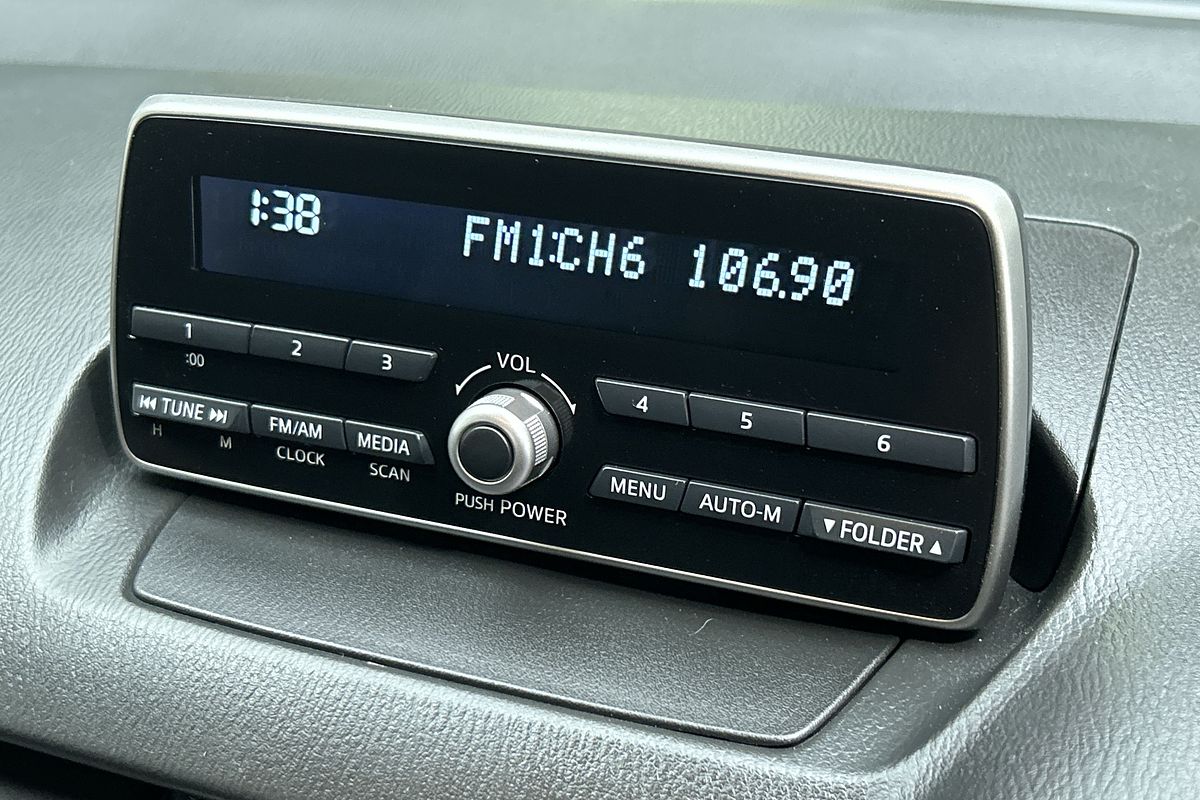 1:38 FM1:CH6 106.90
1 2 3
:00
VOL
4 5 6
⏮ TUNE ⏭ FM/AM MEDIA
H M CLOCK SCAN
PUSH POWER
MENU AUTO-M ▼FOLDER▲